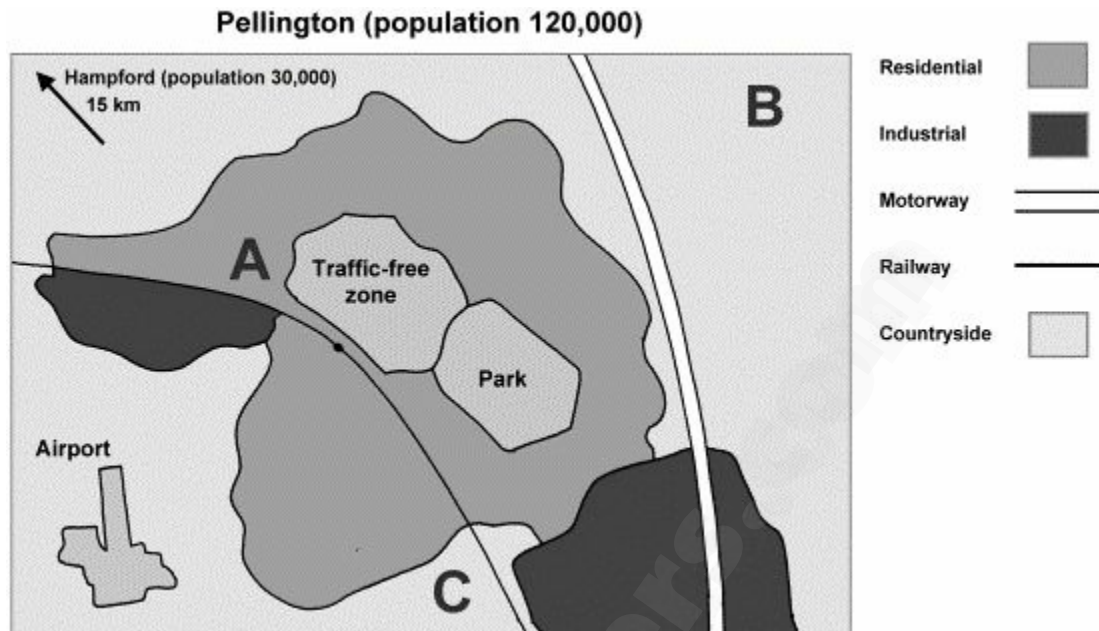 Pellington (population 120,000)
Hampford (population 30,000)
15 km
B
A
Traffic-free
zone
Park
Airport
C
Residential
Industrial
Motorway
Railway
Countryside